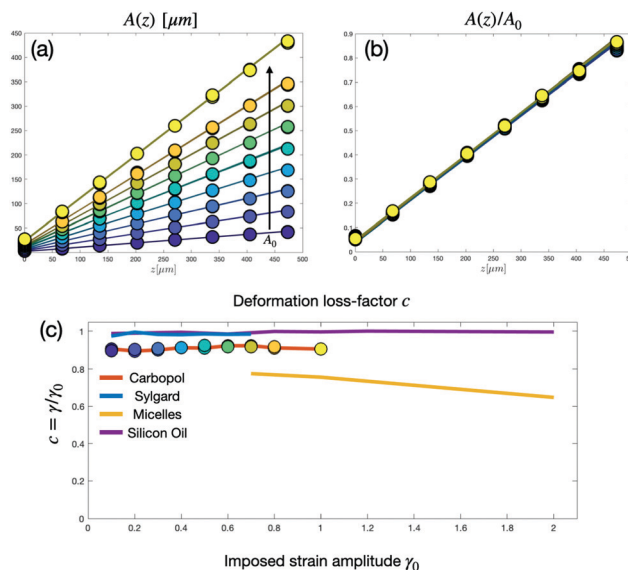 A(z) [μm]
A(z)/A₀
(a)
(b)
450
400
350
300
250
200
150
100
50
0.9
0.8
0.7
0.6
0.5
0.4
0.3
0.2
0.1
0
A₀
0 50 100 150 200 250 300 350 400 450 500
0 50 100 150 200 250 300 350 400 450 500
z[μm]
z[μm]
Deformation loss-factor c
(c)
1
0.8
0.6
0.4
0.2
0
c = γ/γ₀
Carbopol
Sylgard
Micelles
Silicon Oil
0 0.2 0.4 0.6 0.8 1 1.2 1.4 1.6 1.8 2
Imposed strain amplitude γ₀